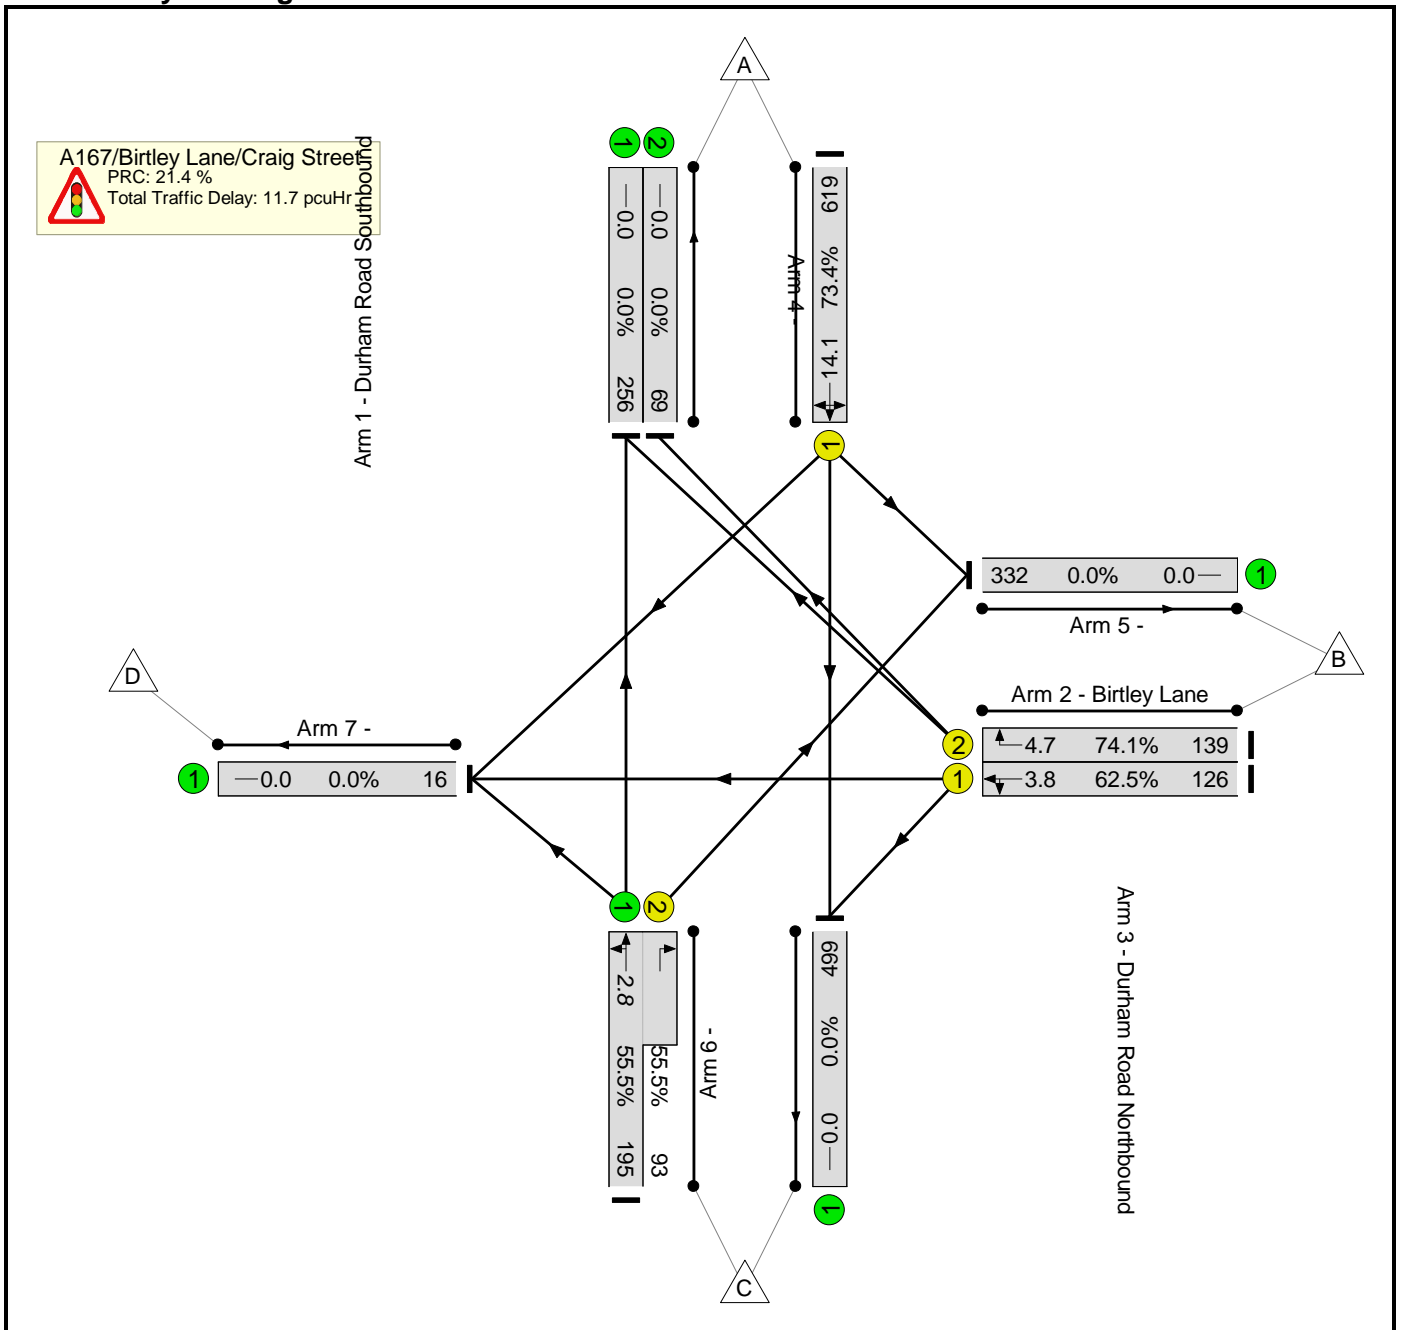 A
A167/Birtley Lane/Craig Street
PRC: 21.4 %
Total Traffic Delay: 11.7 pcuHr
Arm 1 - Durham Road Southbound
1
2
0.0 0.0% 256
0.0 0.0% 69
Arm 4 -
14.1 73.4% 619
1
332 0.0% 0.0
1
Arm 5 -
B
Arm 2 - Birtley Lane
2
4.7 74.1% 139
1
3.8 62.5% 126
D
Arm 7 -
1
0.0 0.0% 16
1
2
2.8 55.5% 195
55.5% 93
Arm 6 -
499 0.0% 0.0
1
Arm 3 - Durham Road Northbound
C